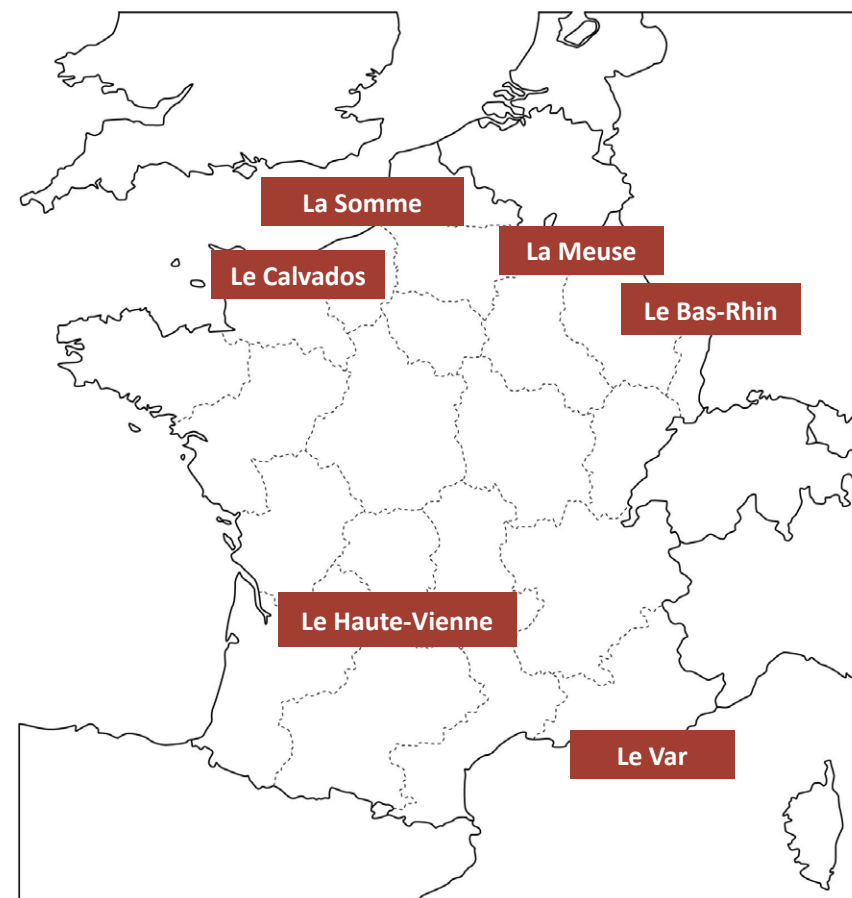 La Somme
La Meuse
Le Calvados
Le Bas-Rhin
Le Haute-Vienne
Le Var